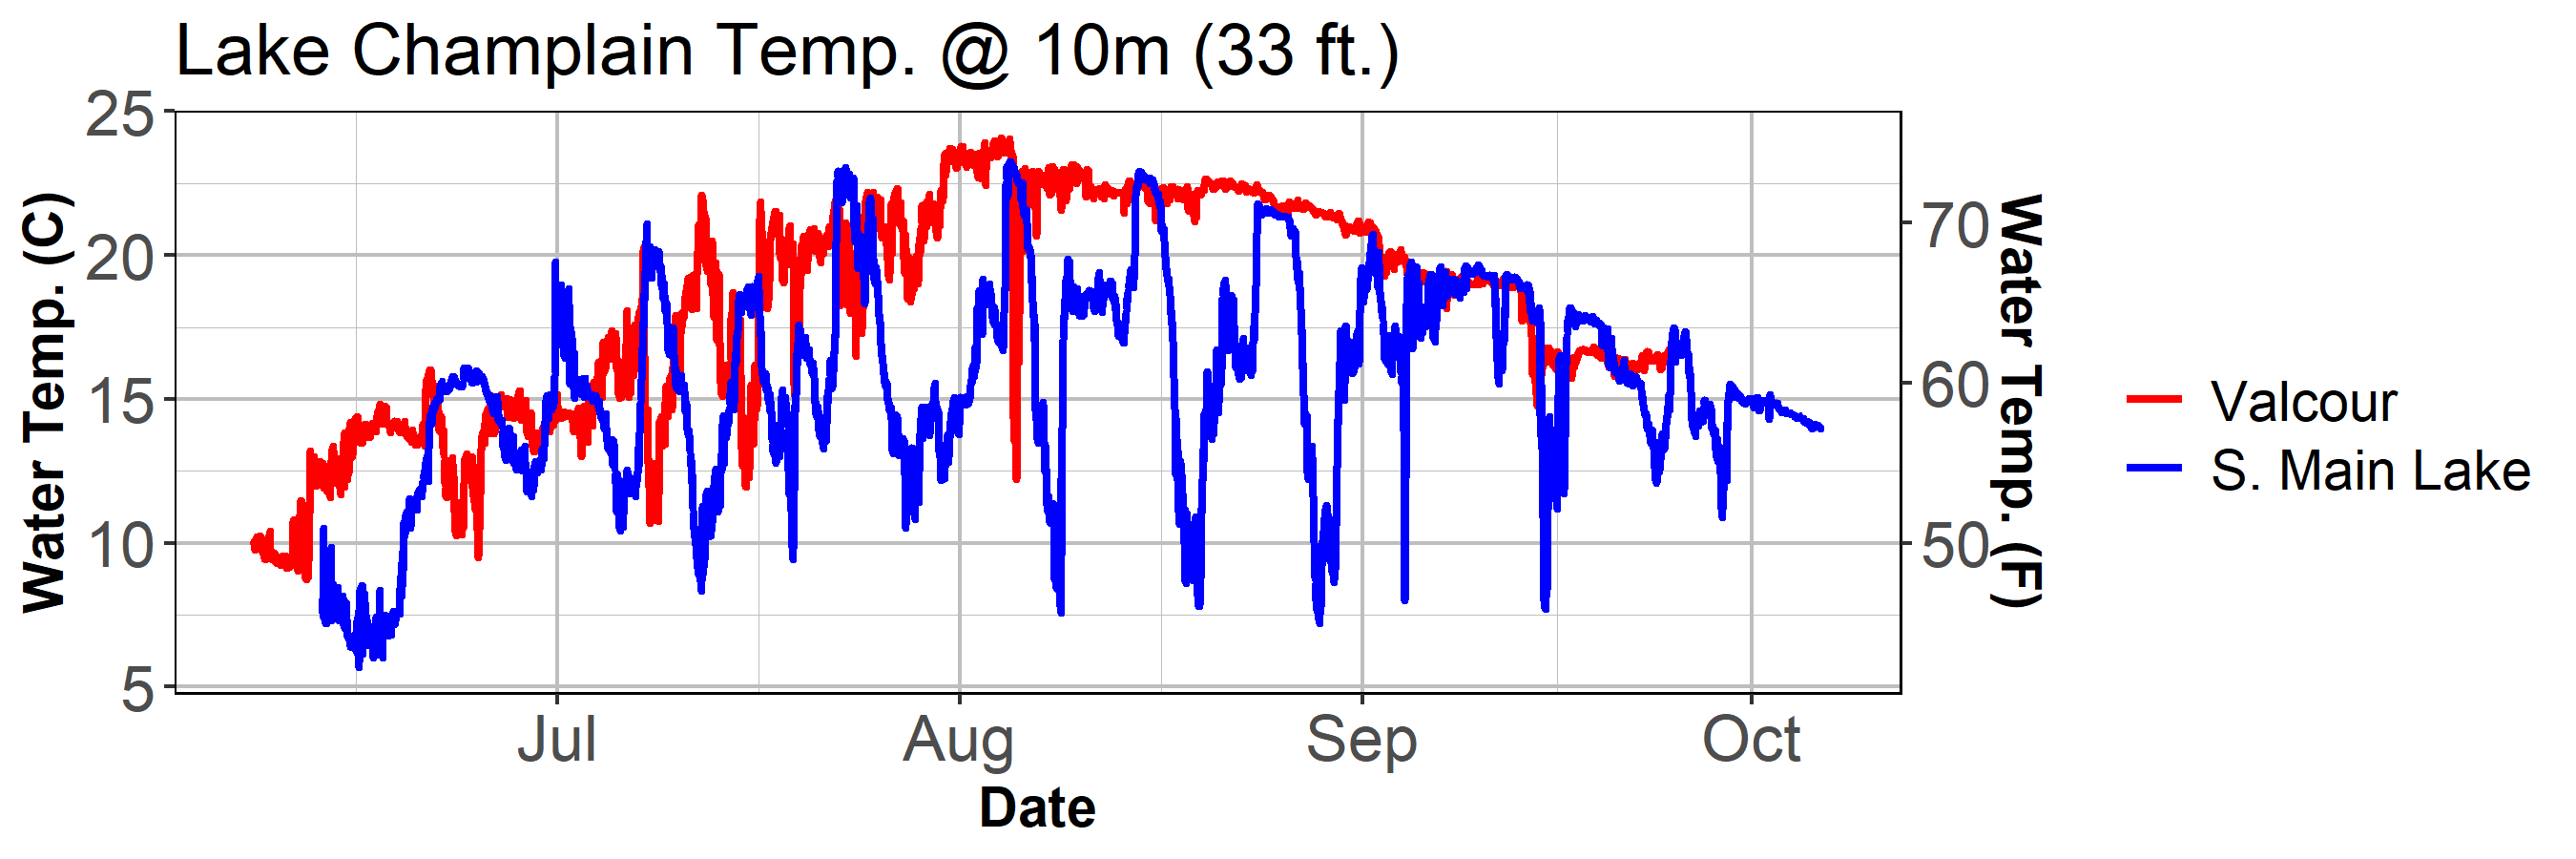 Lake Champlain Temp. @ 10m (33 ft.)
Water Temp. (C)
25
20
15
10
5
70
60
50
Water Temp. (F)
Jul Aug Sep Oct
Date
Valcour
S. Main Lake